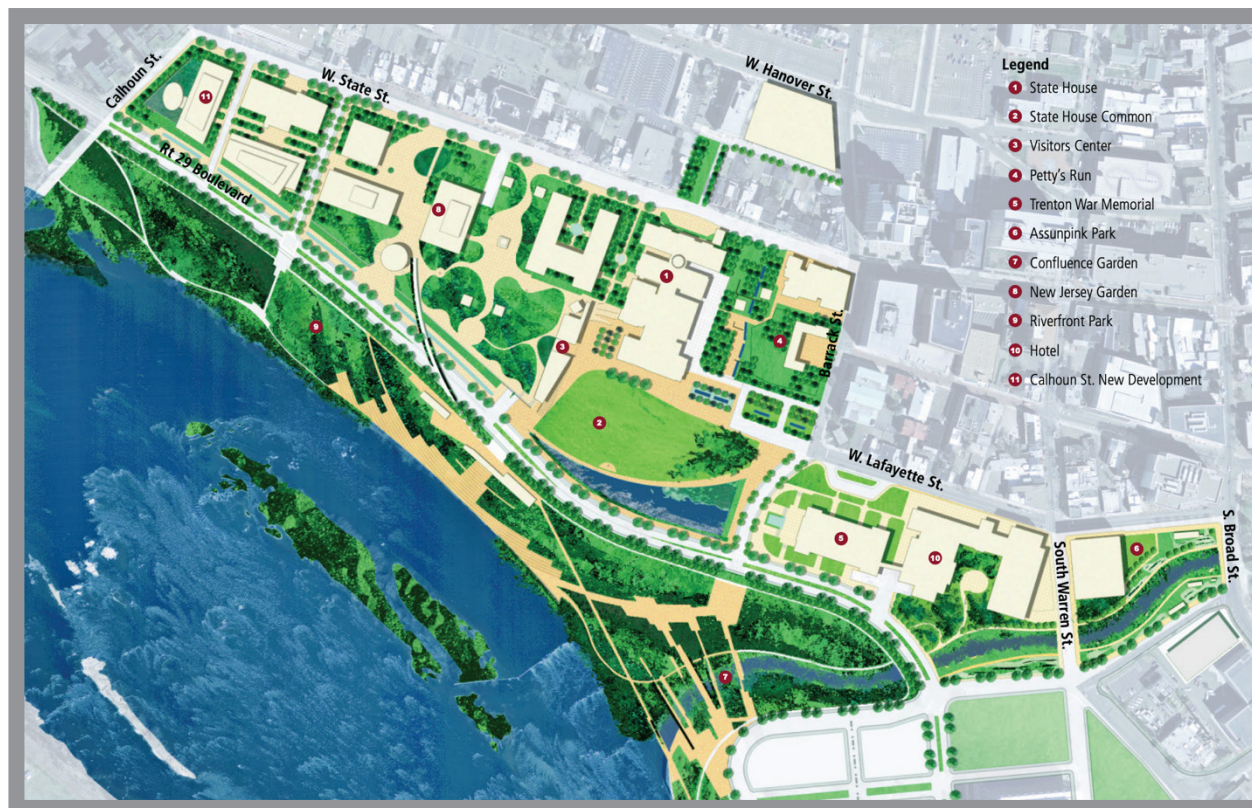 Calhoun St.
W. State St.
W. Hanover St.
Rt 29 Boulevard
Barrack St.
W. Lafayette St.
South Warren St.
S. Broad St.
Legend
1 State House
2 State House Common
3 Visitors Center
4 Petty's Run
5 Trenton War Memorial
6 Assunpink Park
7 Confluence Garden
8 New Jersey Garden
9 Riverfront Park
10 Hotel
11 Calhoun St. New Development
11
8
1
3
4
9
2
5
10
6
7